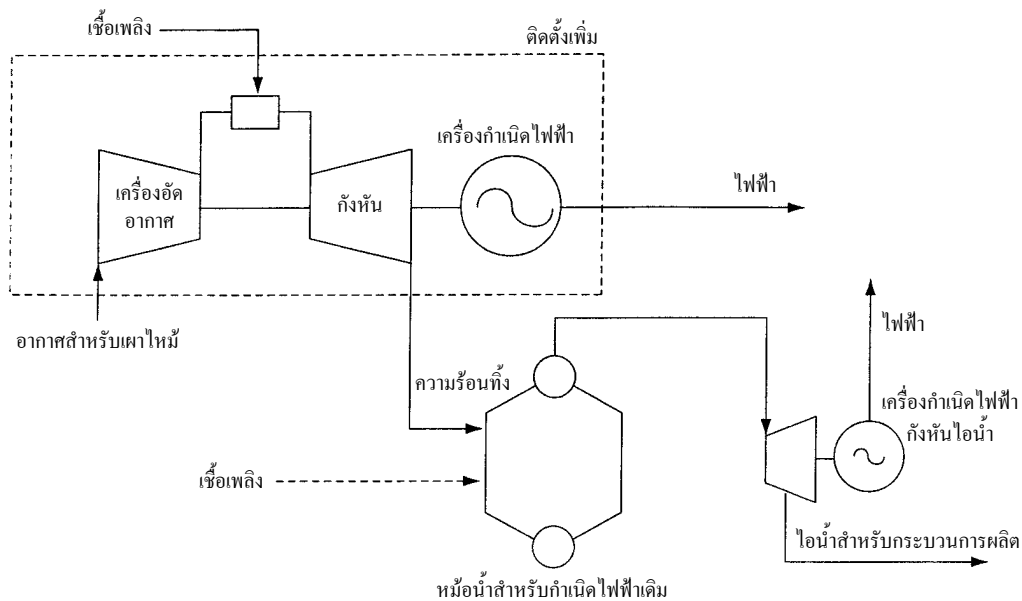 เชื้อเพลิง
ติดตั้งเพิ่ม
เครื่องกำเนิดไฟฟ้า
เครื่องอัด
อากาศ
กังหัน
ไฟฟ้า
อากาศสำหรับเผาไหม้
ไฟฟ้า
ความร้อนทิ้ง
เครื่องกำเนิดไฟฟ้า
กังหันไอน้ำ
เชื้อเพลิง
ไอน้ำสำหรับกระบวนการผลิต
หม้อน้ำสำหรับกำเนิดไฟฟ้าเดิม